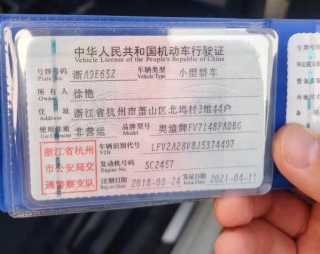 中华人民共和国机动车行驶证
Vehicle License of the People's Republic of China
号牌号码 浙ADE65Z 车辆类型 小型轿车
Plate No. Vehicle Type
所有人 徐艳
Owner
住址 浙江省杭州市萧山区北坞村3组44户
Address
使用性质 非营运 品牌型号 奥迪牌FV7148FADBG
Use Character Model
浙江省杭州
市公安局交
通警察支队
车辆识别代号 LFV2A28V8J5374497
VIN
发动机号码 5C2457
Engine No.
注册日期 2018-08-24 发证日期 2021-04-11
Register Date Issue Date